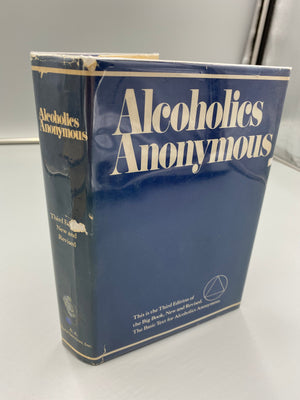 Alcoholics
Anonymous
Third
New and
Revised
Alcoholics
Anonymous
This is the Third Edition of
the Big Book, New and Revised.
The Basic Text for Alcoholics Anonymous.